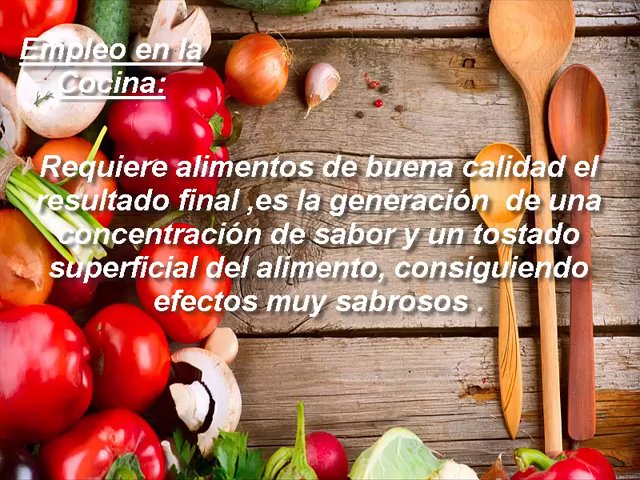 Empleo en la
Cocina:
Requiere alimentos de buena calidad el
resultado final ,es la generación  de una
concentración de sabor y un tostado
superficial del alimento, consiguiendo
efectos muy sabrosos .